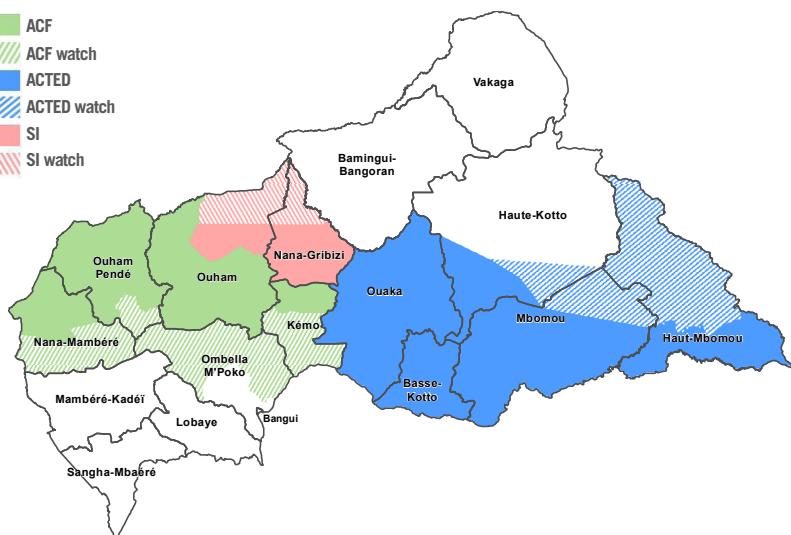 ACF
ACF watch
ACTED
ACTED watch
SI
SI watch
Vakaga
Bamingui-
Bangoran
Haute-Kotto
Nana-Gribizi
Ouham
Pendé
Ouham
Ouaka
Kémo
Mbomou
Nana-Mambéré
Haut-Mbomou
Ombella
M'Poko
Basse-
Kotto
Mambéré-Kadéï
Lobaye
Bangui
Sangha-Mbaéré